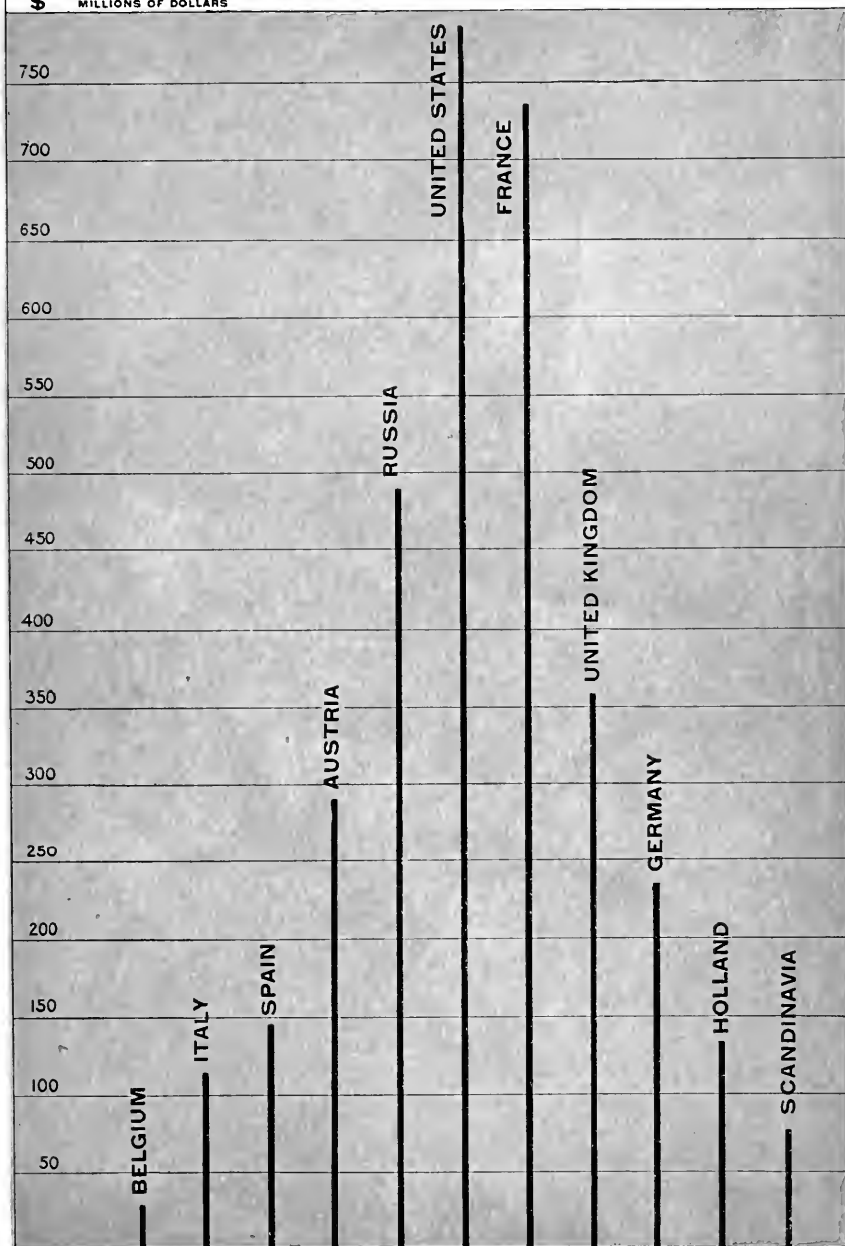 $ MILLIONS OF DOLLARS
750
700
650
600
550
500
450
400
350
300
250
200
150
100
50
BELGIUM
ITALY
SPAIN
AUSTRIA
RUSSIA
UNITED STATES
FRANCE
UNITED KINGDOM
GERMANY
HOLLAND
SCANDINAVIA